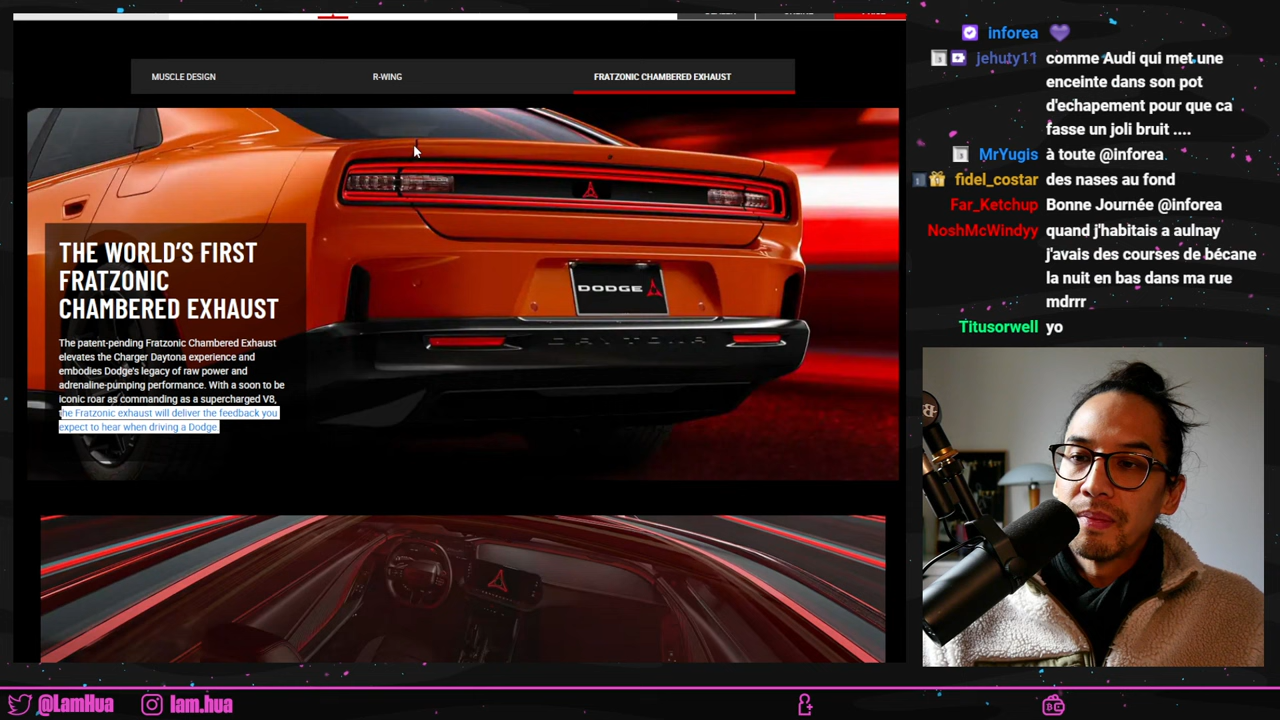 MUSCLE DESIGN
R-WING
FRATZONIC CHAMBERED EXHAUST
THE WORLD'S FIRST
FRATZONIC
CHAMBERED EXHAUST
The patent-pending Fratzonic Chambered Exhaust
elevates the Charger Daytona experience and
embodies Dodge's legacy of raw power and
adrenaline-pumping performance. With a soon to be
iconic roar as commanding as a supercharged V8,
the Fratzonic exhaust will deliver the feedback you
expect to hear when driving a Dodge.
DODGE
DAYTONA
inforea
jehuty11 comme Audi qui met une
enceinte dans son pot
d'echapement pour que ca
fasse un joli bruit ....
MrYugis à toute @inforea
fidel_costar des nases au fond
Far_Ketchup Bonne Journée @inforea
NoshMcWindyy quand j'habitais a aulnay
j'avais des courses de bécane
la nuit en bas dans ma rue
mdrrr
Titusorwell yo
@LamHua
lam.hua